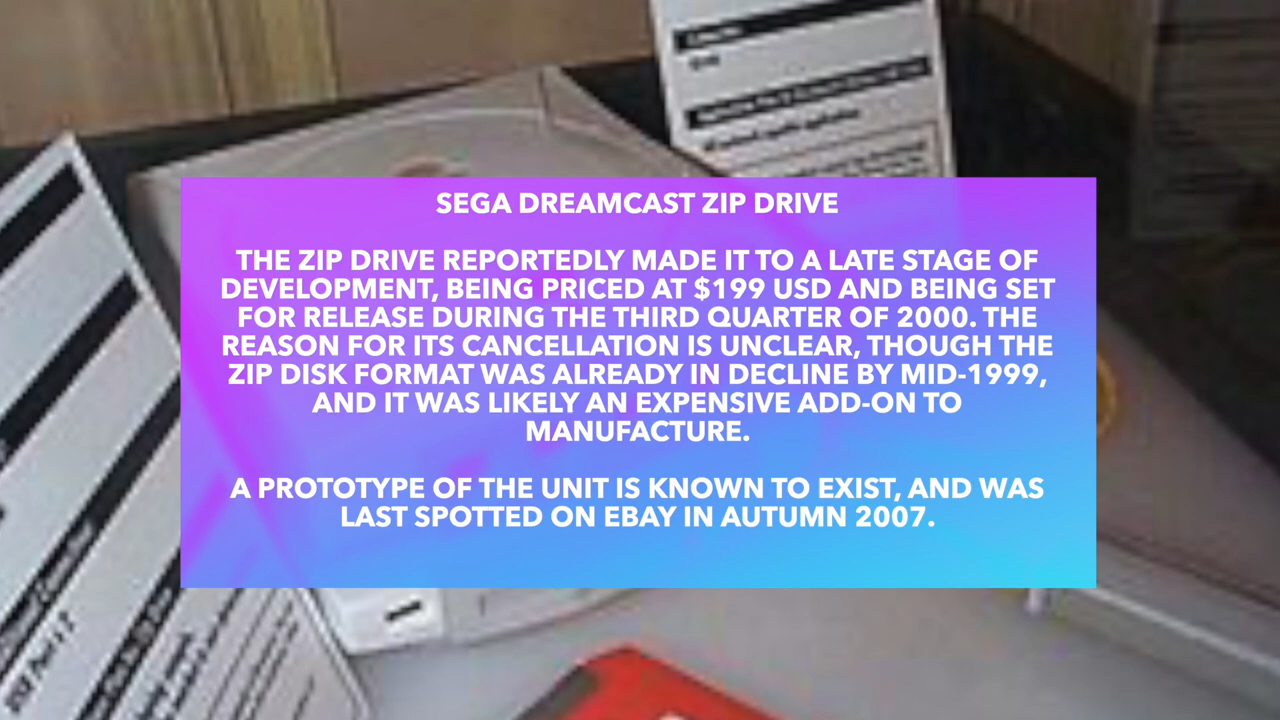 SEGA DREAMCAST ZIP DRIVE
THE ZIP DRIVE REPORTEDLY MADE IT TO A LATE STAGE OF
DEVELOPMENT, BEING PRICED AT $199 USD AND BEING SET
FOR RELEASE DURING THE THIRD QUARTER OF 2000. THE
REASON FOR ITS CANCELLATION IS UNCLEAR, THOUGH THE
ZIP DISK FORMAT WAS ALREADY IN DECLINE BY MID-1999,
AND IT WAS LIKELY AN EXPENSIVE ADD-ON TO
MANUFACTURE.
A PROTOTYPE OF THE UNIT IS KNOWN TO EXIST, AND WAS
LAST SPOTTED ON EBAY IN AUTUMN 2007.